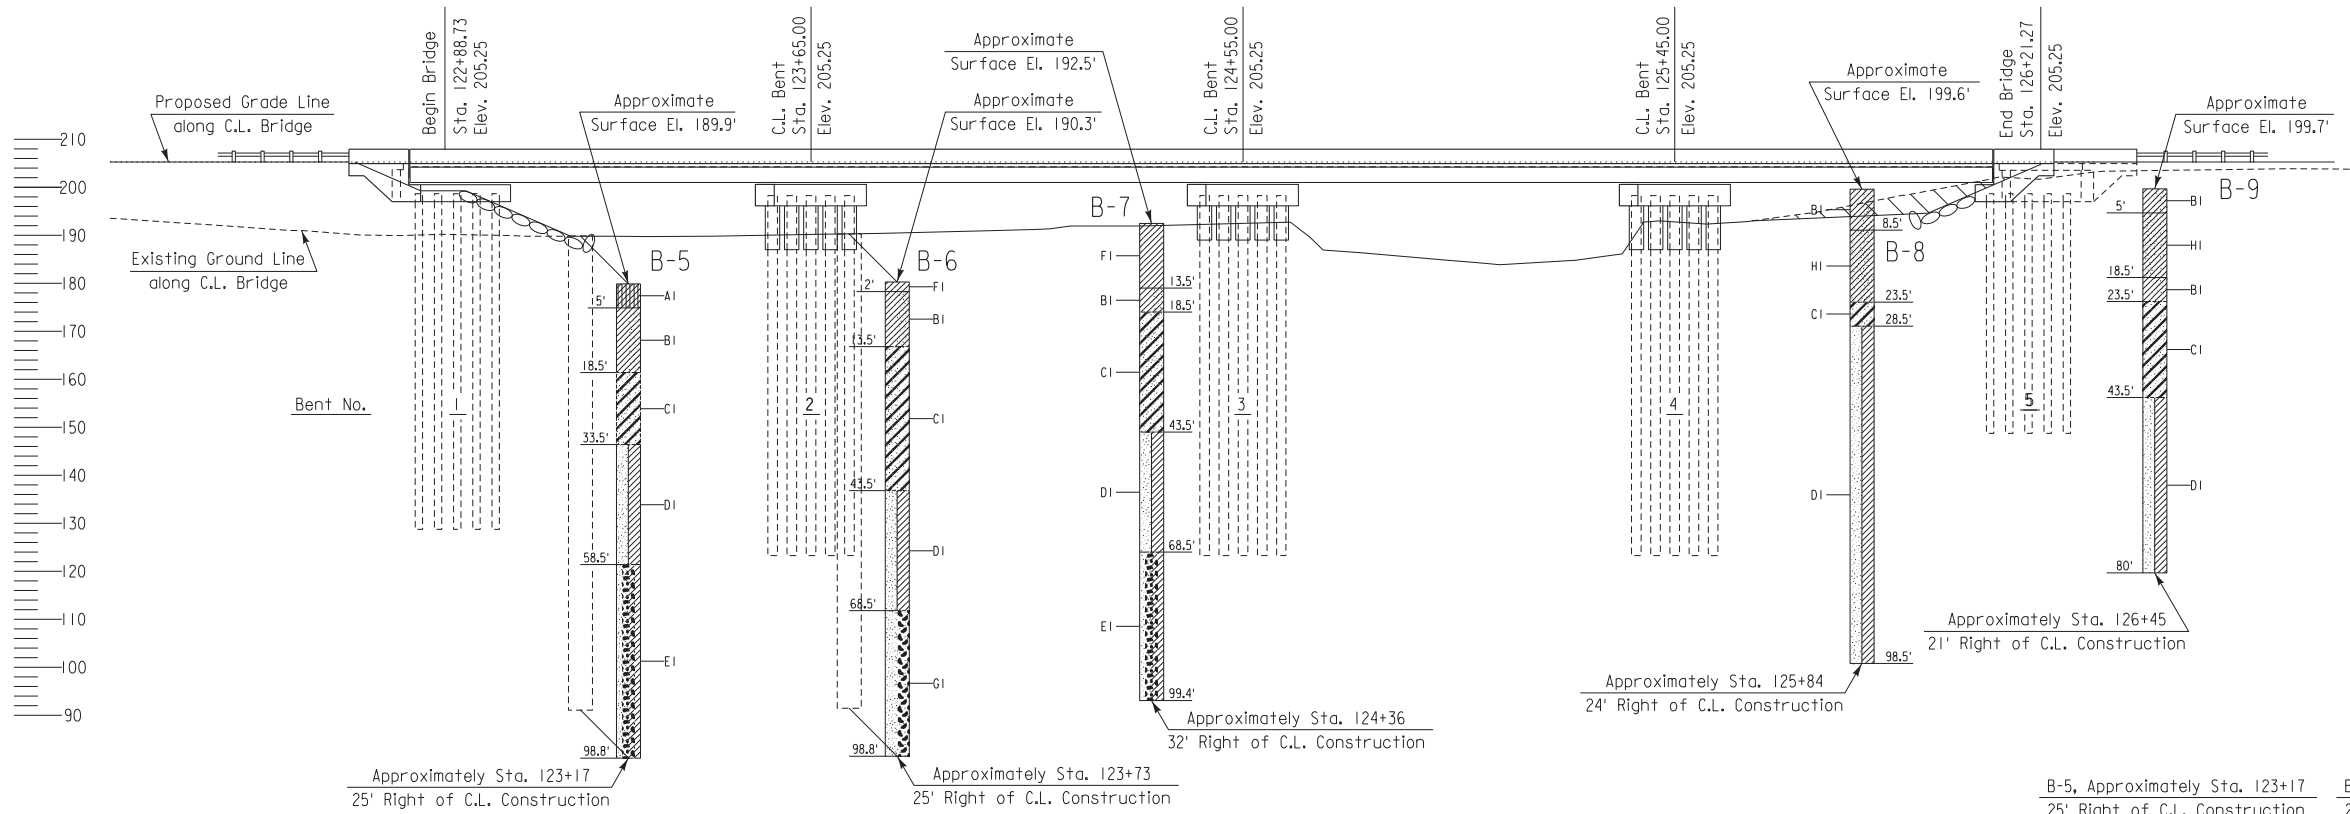 Begin Bridge
Sta. 122+88.73
Elev. 205.25
C.L. Bent
Sta. 123+65.00
Elev. 205.25
C.L. Bent
Sta. 124+55.00
Elev. 205.25
C.L. Bent
Sta. 125+45.00
Elev. 205.25
End Bridge
Sta. 126+21.27
Elev. 205.25
Proposed Grade Line
along C.L. Bridge
Approximate
Surface El. 189.9'
Approximate
Surface El. 192.5'
Approximate
Surface El. 190.3'
Approximate
Surface El. 199.6'
Approximate
Surface El. 199.7'
210
200
190
180
170
160
150
140
130
120
110
100
90
Existing Ground Line
along C.L. Bridge
Bent No.
1
2
3
4
5
B-5
A1
5'
B1
18.5'
C1
33.5'
D1
58.5'
E1
98.8'
Approximately Sta. 123+17
25' Right of C.L. Construction
B-6
F1
2'
B1
13.5'
C1
43.5'
D1
68.5'
G1
98.8'
Approximately Sta. 123+73
25' Right of C.L. Construction
B-7
F1
13.5'
B1
18.5'
C1
43.5'
D1
68.5'
E1
99.4'
Approximately Sta. 124+36
32' Right of C.L. Construction
B-8
B1
8.5'
H1
23.5'
C1
28.5'
D1
98.5'
Approximately Sta. 125+84
24' Right of C.L. Construction
B-9
B1
5'
H1
18.5'
B1
23.5'
C1
43.5'
D1
80'
Approximately Sta. 126+45
21' Right of C.L. Construction
B-5, Approximately Sta. 123+17
25' Right of C.L. Construction